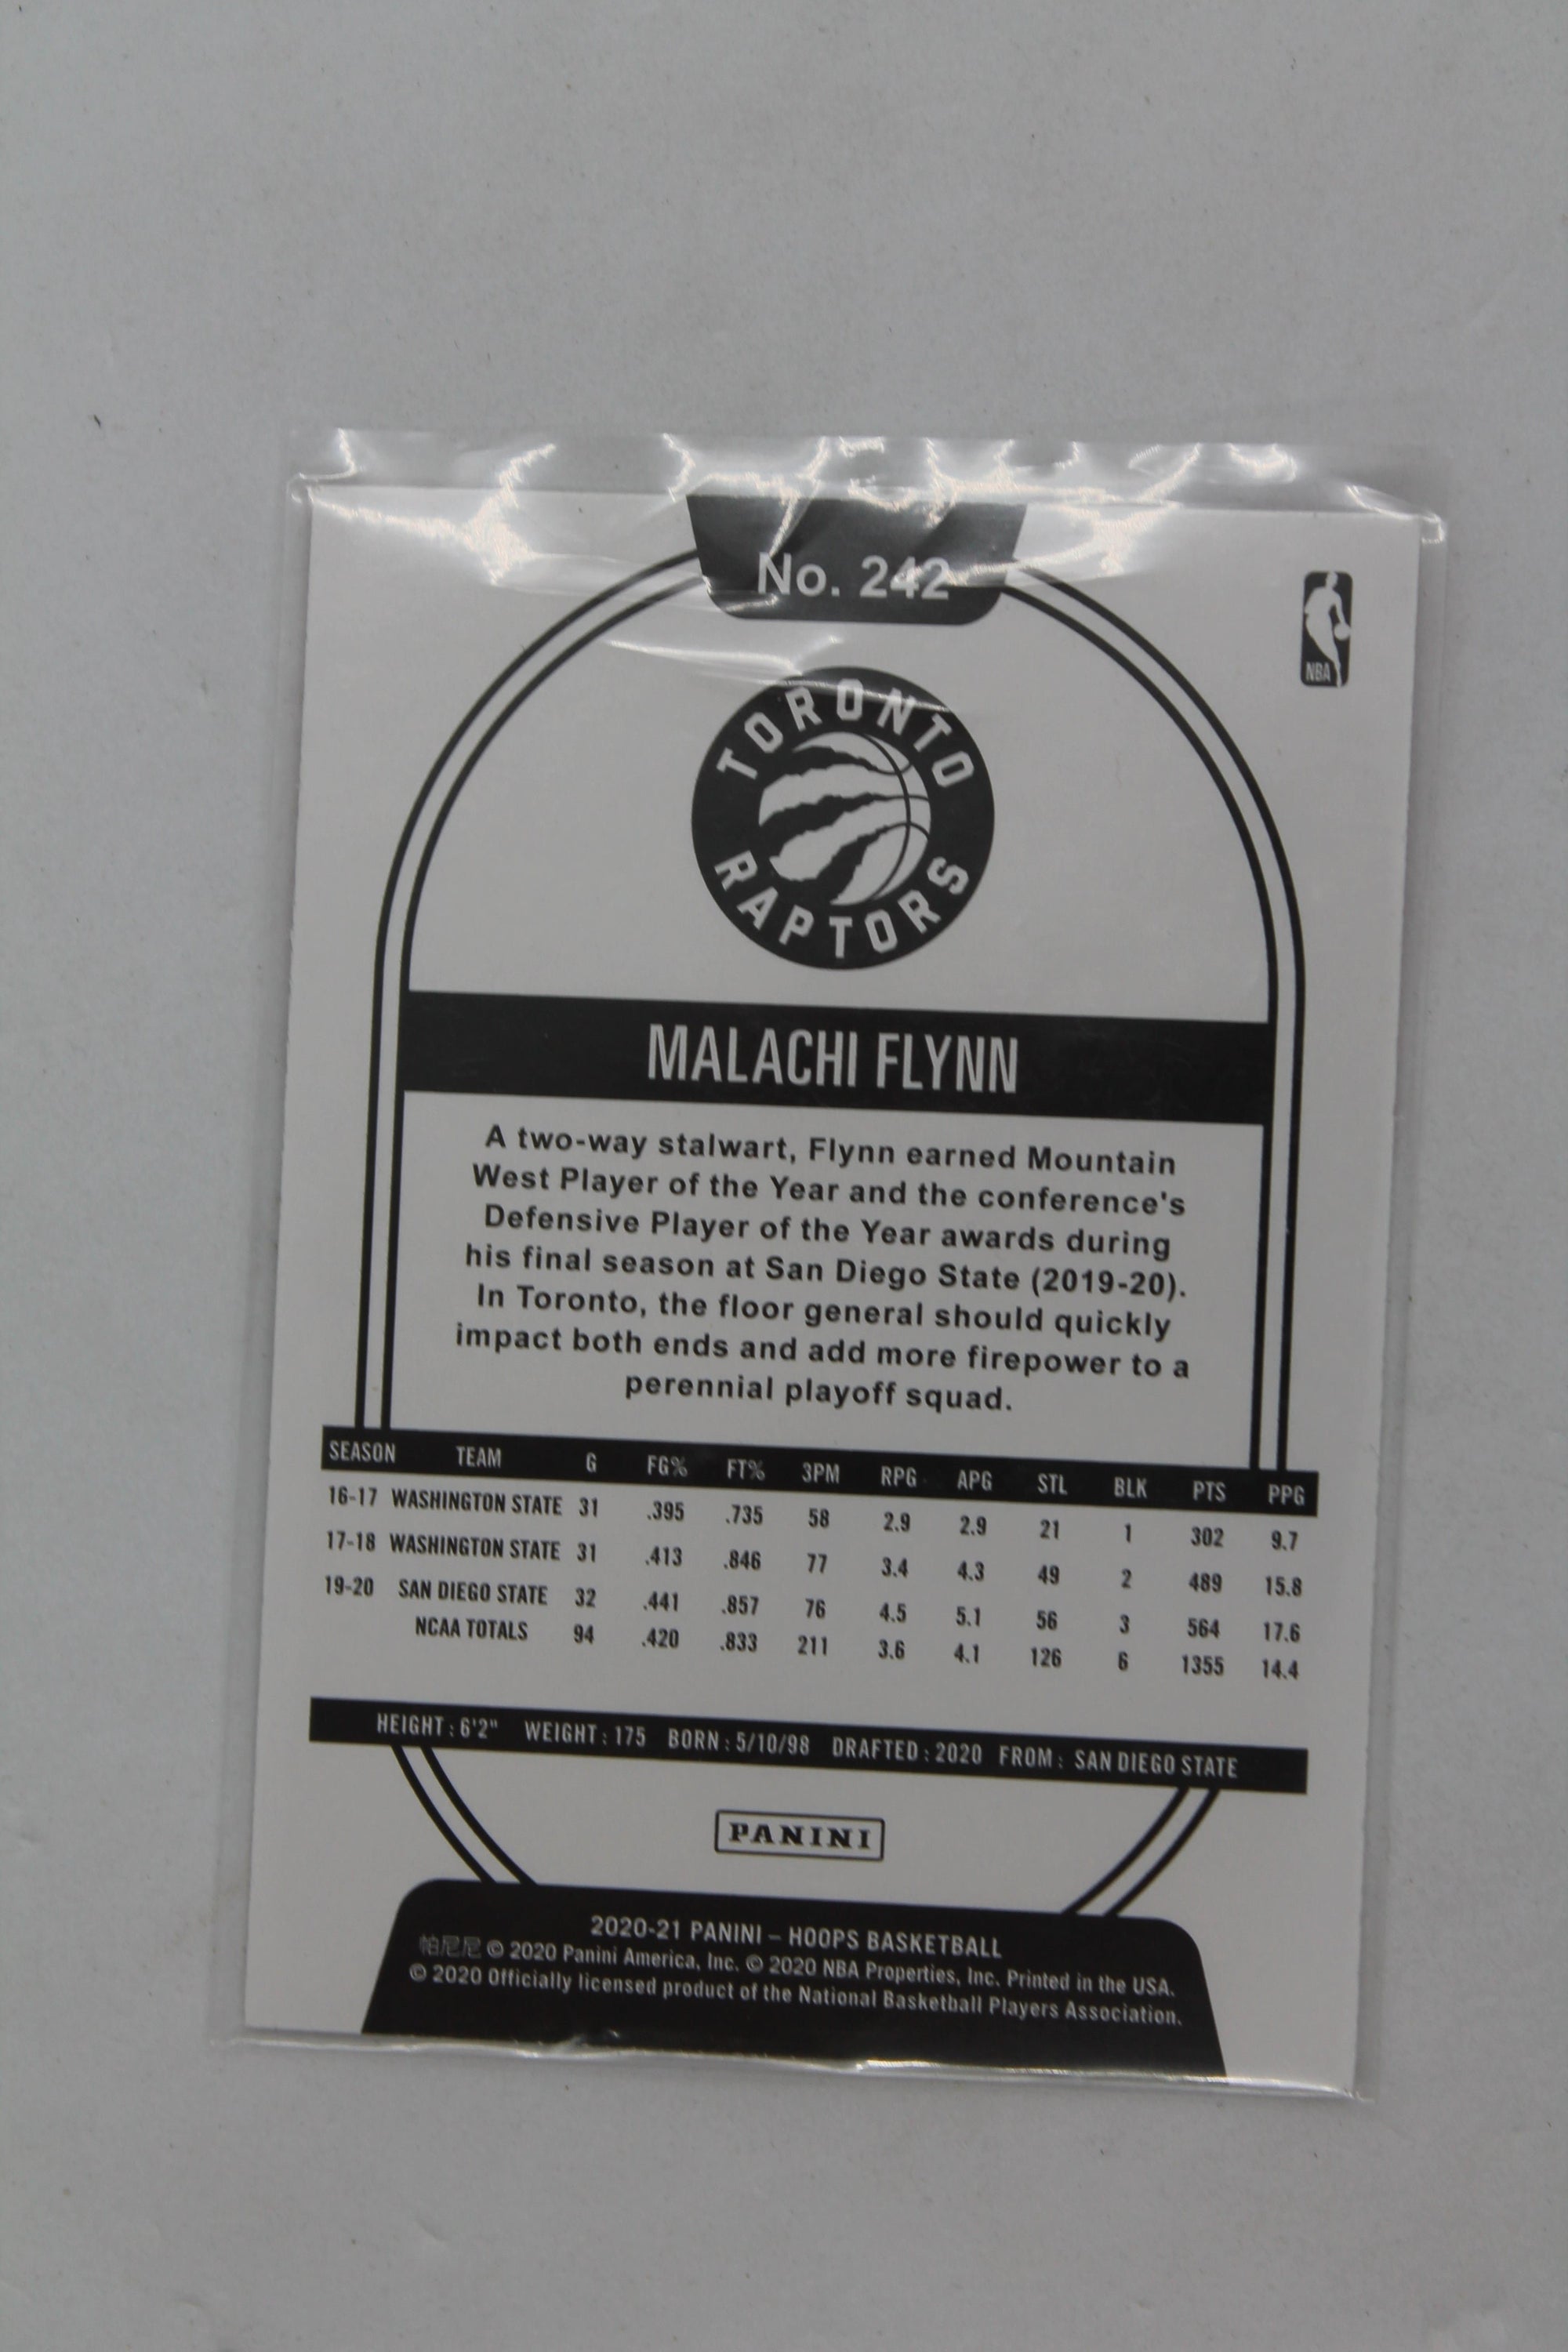 No. 242
NBA
TORONTO
RAPTORS
MALACHI FLYNN
A two-way stalwart, Flynn earned Mountain
West Player of the Year and the conference's
Defensive Player of the Year awards during
his final season at San Diego State (2019-20).
In Toronto, the floor general should quickly
impact both ends and add more firepower to a
perennial playoff squad.
SEASON TEAM G FG% FT% 3PM RPG APG STL BLK PTS PPG
16-17 WASHINGTON STATE 31 .395 .735 58 2.9 2.9 21 1 302 9.7
17-18 WASHINGTON STATE 31 .413 .846 77 3.4 4.3 49 2 489 15.8
19-20 SAN DIEGO STATE 32 .441 .857 76 4.5 5.1 56 3 564 17.6
NCAA TOTALS 94 .420 .833 211 3.6 4.1 126 6 1355 14.4
HEIGHT : 6'2" WEIGHT : 175 BORN : 5/10/98 DRAFTED : 2020 FROM : SAN DIEGO STATE
PANINI
2020-21 PANINI – HOOPS BASKETBALL
帕尼尼 © 2020 Panini America, Inc. © 2020 NBA Properties, Inc. Printed in the USA.
© 2020 Officially licensed product of the National Basketball Players Association.